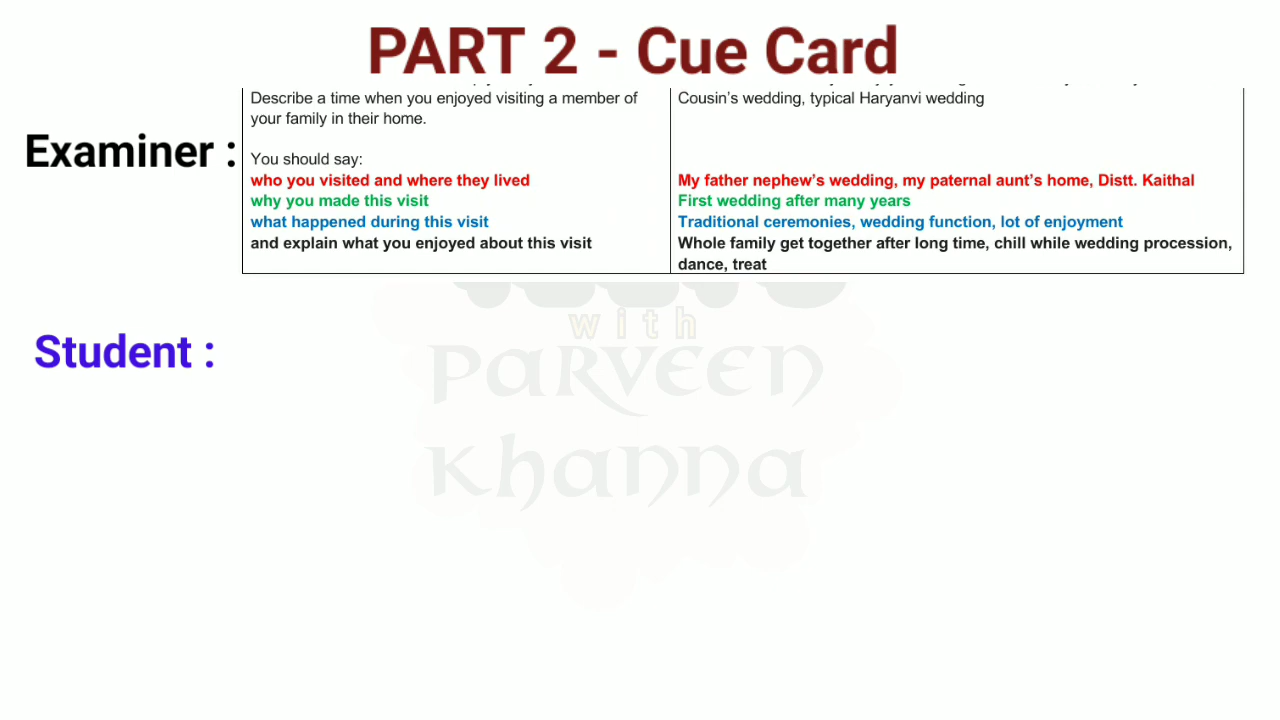 PART 2 - Cue Card
Examiner :
Describe a time when you enjoyed visiting a member of
your family in their home.
You should say:
who you visited and where they lived
why you made this visit
what happened during this visit
and explain what you enjoyed about this visit
Cousin's wedding, typical Haryanvi wedding
My father nephew's wedding, my paternal aunt's home, Distt. Kaithal
First wedding after many years
Traditional ceremonies, wedding function, lot of enjoyment
Whole family get together after long time, chill while wedding procession,
dance, treat
Student :
with
PARVEEN
Khanna